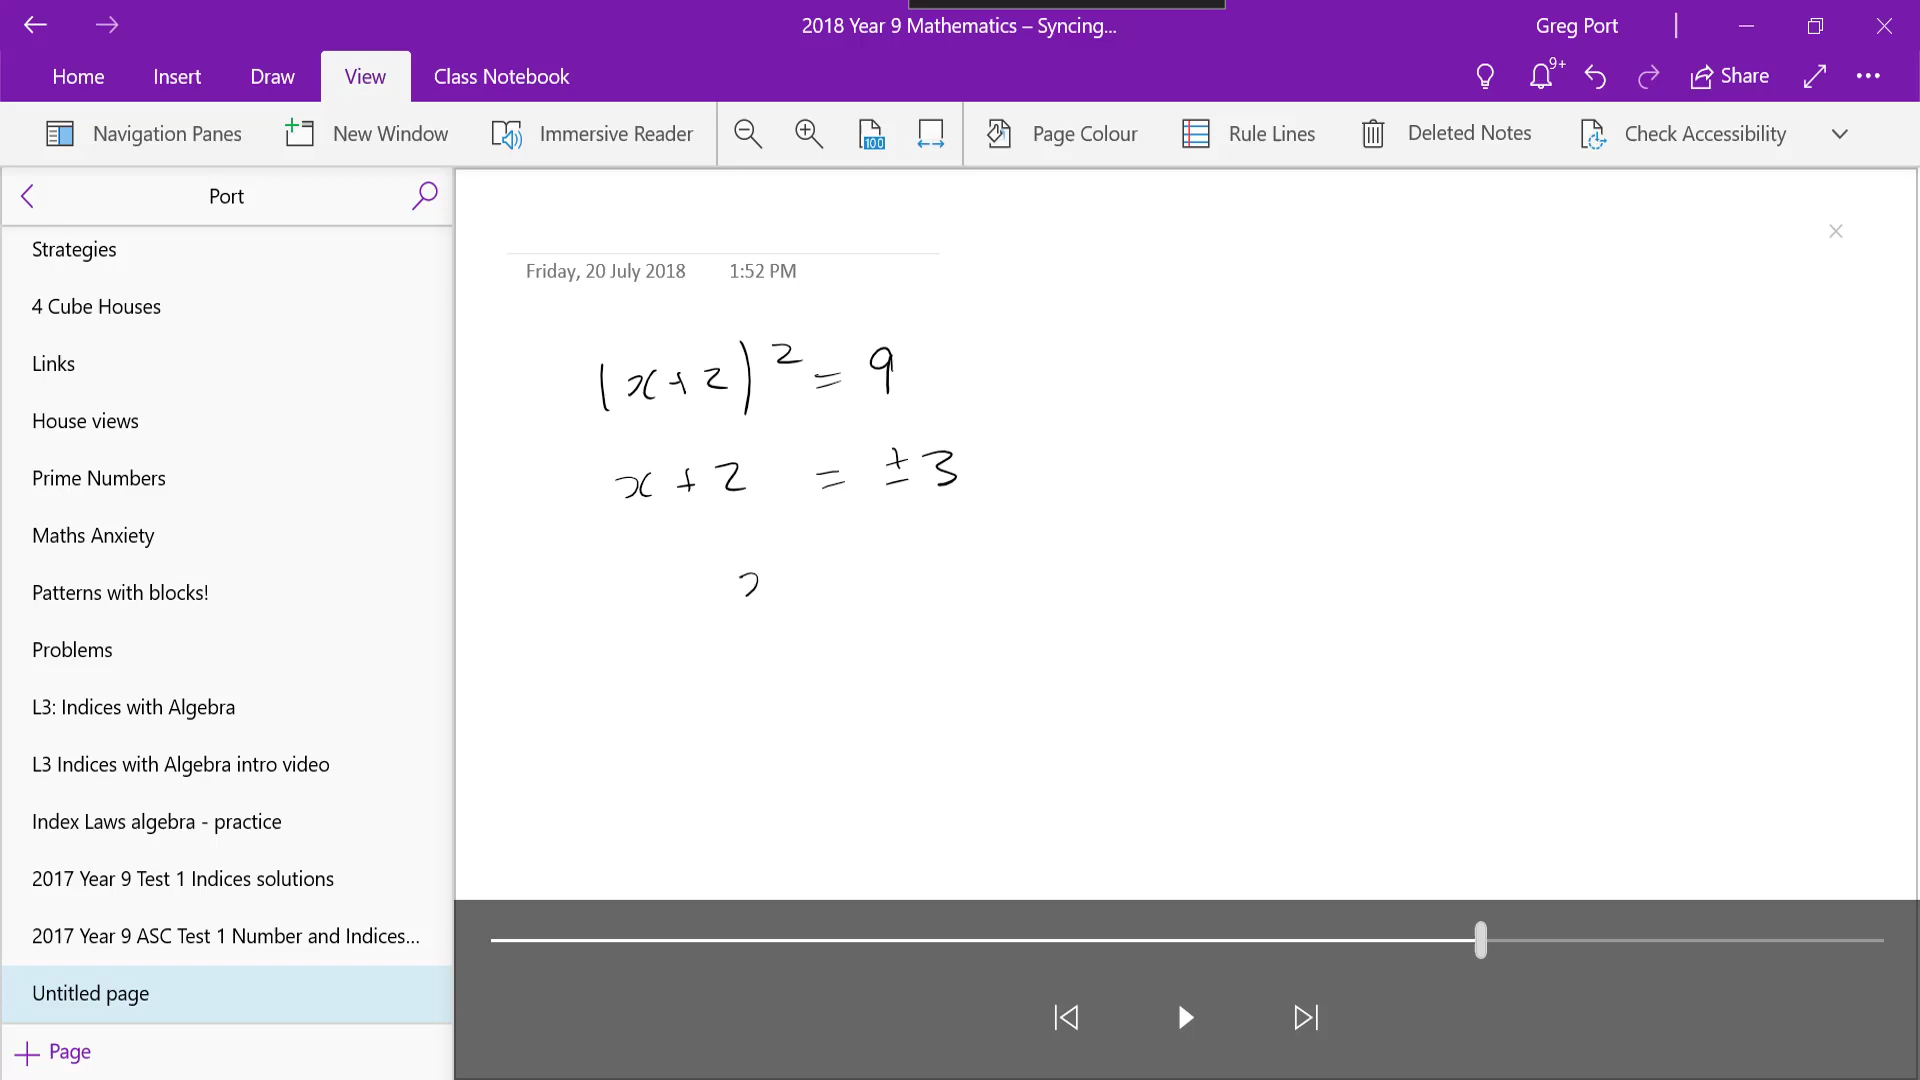 2018 Year 9 Mathematics – Syncing...
Greg Port
Home Insert Draw View Class Notebook
9+
Share
Navigation Panes New Window Immersive Reader
100
Page Colour Rule Lines Deleted Notes Check Accessibility
Port
Strategies
4 Cube Houses
Links
House views
Prime Numbers
Maths Anxiety
Patterns with blocks!
Problems
L3: Indices with Algebra
L3 Indices with Algebra intro video
Index Laws algebra - practice
2017 Year 9 Test 1 Indices solutions
2017 Year 9 ASC Test 1 Number and Indices...
Untitled page
Page
Friday, 20 July 2018 1:52 PM
(x+2)² = 9
x + 2 = ±3